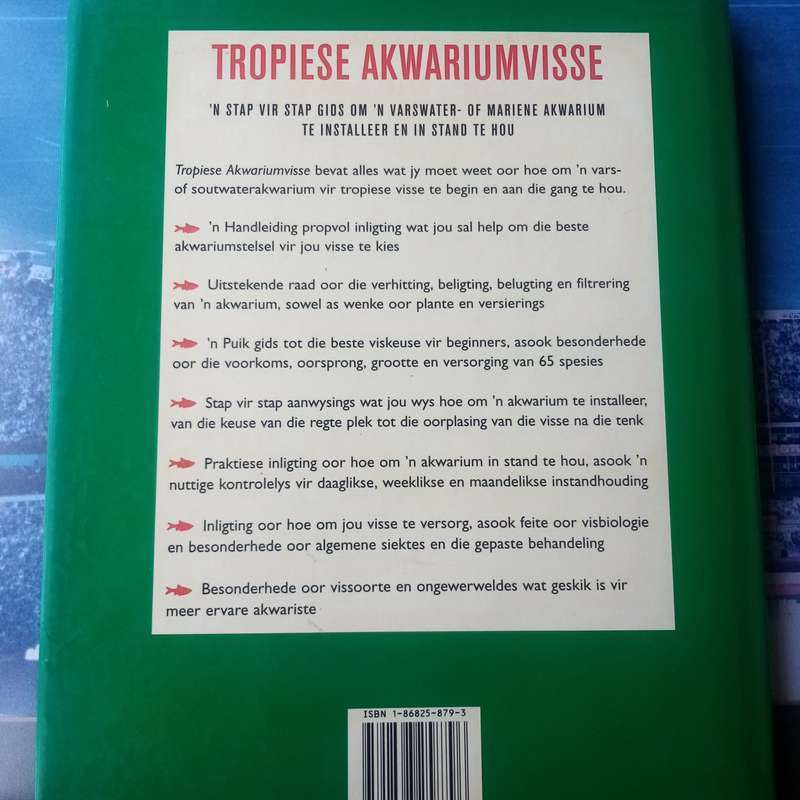 TROPIESE AKWARIUMVISSE
'N STAP VIR STAP GIDS OM 'N VARSWATER- OF MARIENE AKWARIUM
TE INSTALLEER EN IN STAND TE HOU
Tropiese Akwariumvisse bevat alles wat jy moet weet oor hoe om 'n vars-
of soutwaterakwarium vir tropiese visse te begin en aan die gang te hou.
'n Handleiding propvol inligting wat jou sal help om die beste
akwariumstelsel vir jou visse te kies
Uitstekende raad oor die verhitting, beligting, belugting en filtrering
van 'n akwarium, sowel as wenke oor plante en versierings
'n Puik gids tot die beste viskeuse vir beginners, asook besonderhede
oor die voorkoms, oorsprong, grootte en versorging van 65 spesies
Stap vir stap aanwysings wat jou wys hoe om 'n akwarium te installeer,
van die keuse van die regte plek tot die oorplasing van die visse na die tenk
Praktiese inligting oor hoe om 'n akwarium in stand te hou, asook 'n
nuttige kontrolelys vir daaglikse, weeklikse en maandelikse instandhouding
Inligting oor hoe om jou visse te versorg, asook feite oor visbiologie
en besonderhede oor algemene siektes en die gepaste behandeling
Besonderhede oor vissoorte en ongewerweldes wat geskik is vir
meer ervare akwariste
ISBN 1-86825-879-3